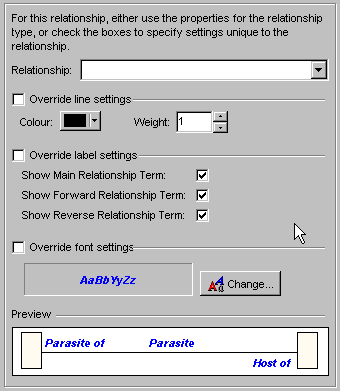 For this relationship, either use the properties for the relationship
type, or check the boxes to specify settings unique to the
relationship.
Relationship:
Override line settings
Colour: Weight: 1
Override label settings
Show Main Relationship Term:
Show Forward Relationship Term:
Show Reverse Relationship Term:
Override font settings
AaBbYyZz Change...
Preview
Parasite of Parasite
Host of